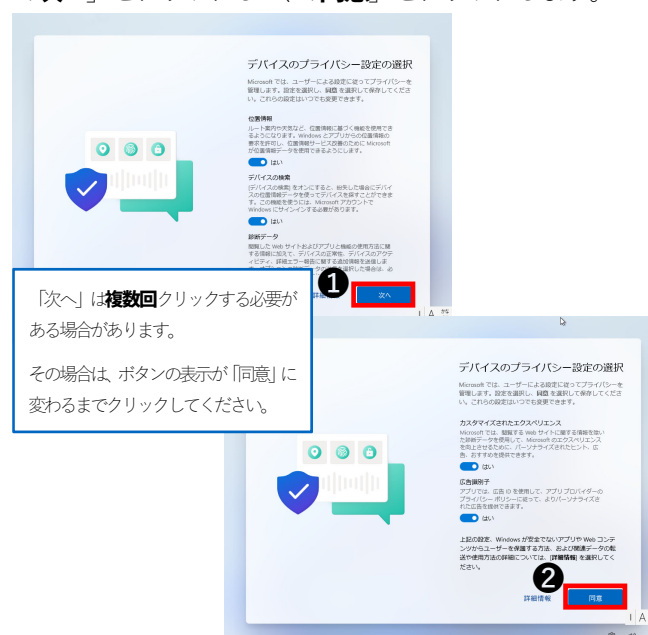 デバイスのプライバシー設定の選択
Microsoft では、ユーザーによる設定に従ってプライバシーを
管理します。設定を選択し、同意 を選択して保存してくださ
い。これらの設定はいつでも変更できます。
位置情報
ルート案内や天気など、位置情報に基づく機能を使用でき
るようになります。Windows とアプリからの位置情報の
要求を許可し、位置情報サービス改善のために Microsoft
が位置情報データを使用できるようにします。
はい
デバイスの検索
[デバイスの検索] をオンにすると、紛失した場合にデバイ
スの位置情報データを使ってデバイスを探すことができま
す。この機能を使うには、Microsoft アカウントで
Windows にサインインする必要があります。
はい
診断データ
閲覧した Web サイトおよびアプリと機能の使用方法に関
する情報に加えて、デバイスの正常性、デバイスのアクテ
ィビティ、詳細エラー報告に関する追加情報を送信しま
❶
次へ
A
「次へ」は複数回クリックする必要が
ある場合があります。
その場合は、ボタンの表示が「同意」に
変わるまでクリックしてください。
デバイスのプライバシー設定の選択
Microsoft では、ユーザーによる設定に従ってプライバシーを
管理します。設定を選択し、同意 を選択して保存してくださ
い。これらの設定はいつでも変更できます。
カスタマイズされたエクスペリエンス
Microsoft では、閲覧する Web サイトに関する情報を除い
た診断データを使用して、Microsoft のエクスペリエンス
を向上させるために、パーソナライズされたヒント、広
告、おすすめを提供できます。
はい
広告識別子
アプリでは、広告 ID を使用して、アプリ プロバイダーの
プライバシー ポリシーに従って、よりパーソナライズさ
れた広告を提供できます。
はい
上記の設定、Windows が安全でないアプリや Web コンテ
ンツからユーザーを保護する方法、および関連データの転
送や使用方法の詳細については、[詳細情報] を選択してく
ださい。
❷
詳細情報
同意
A